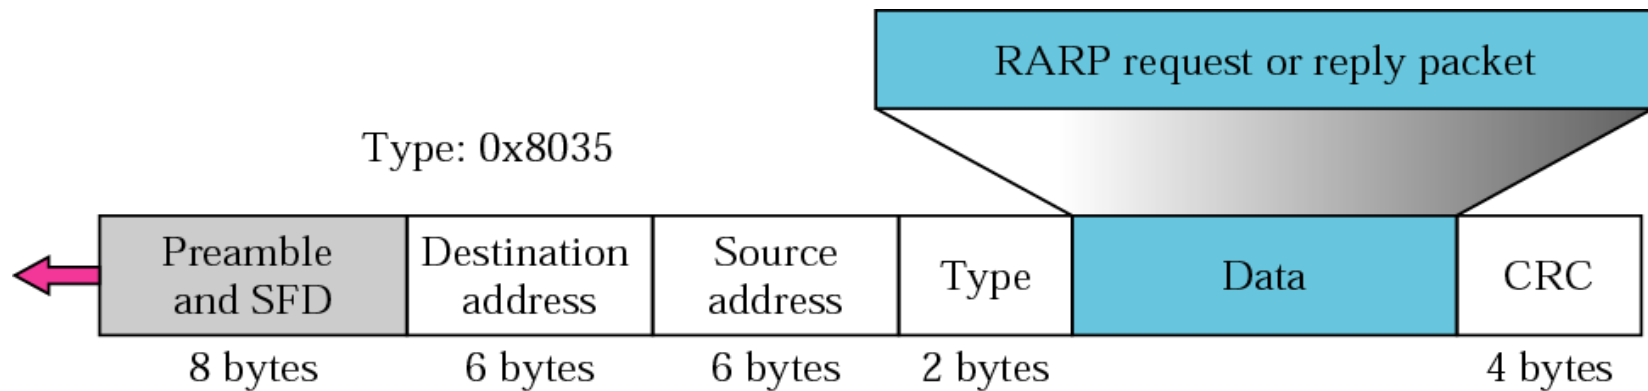 RARP request or reply packet
Type: 0x8035
Preamble
and SFD
Destination
address
Source
address
Type
Data
CRC
8 bytes
6 bytes
6 bytes
2 bytes
4 bytes